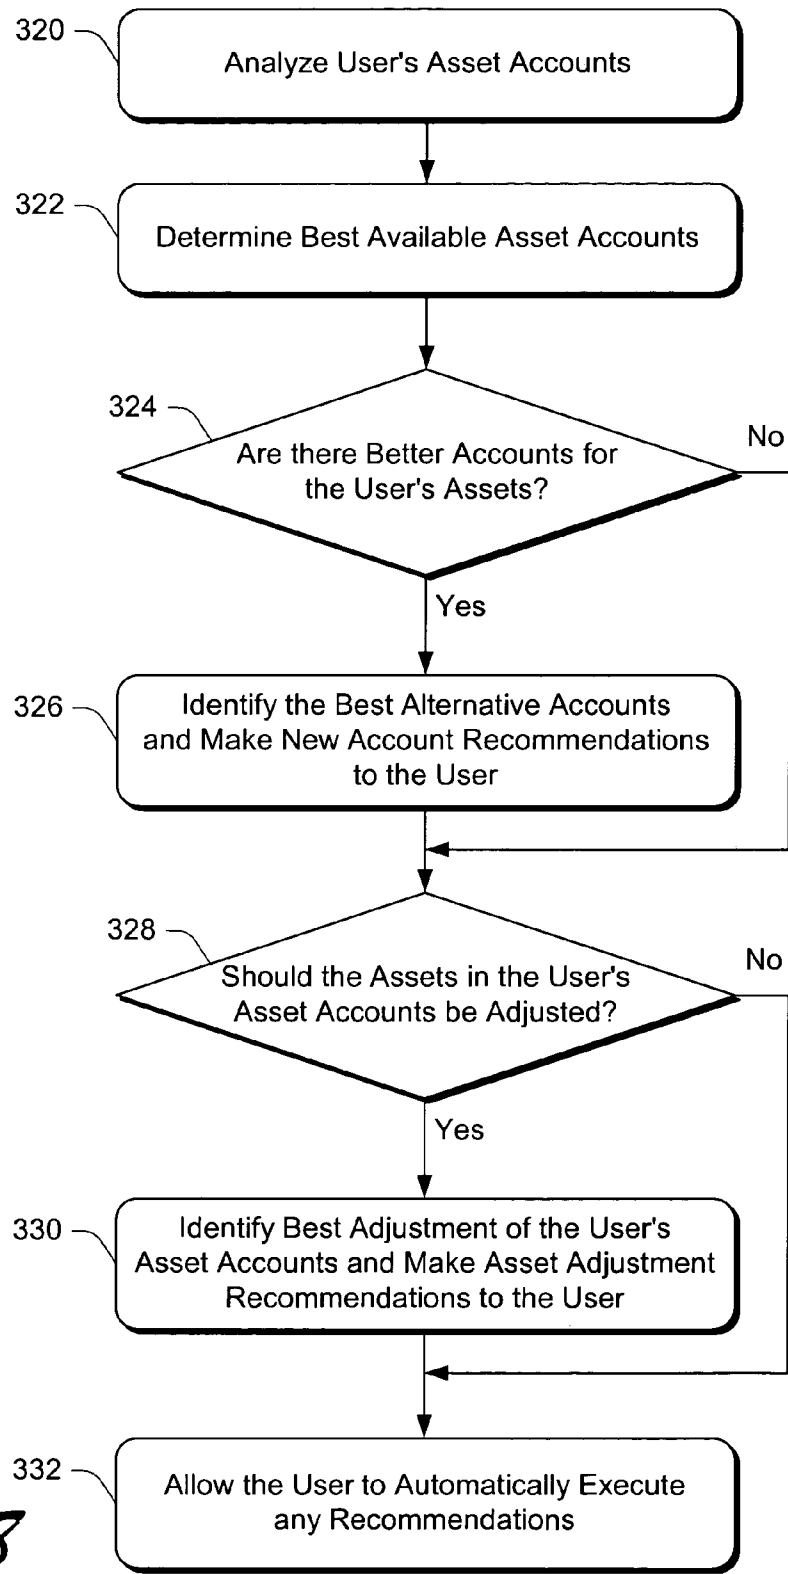 320
Analyze User's Asset Accounts
322
Determine Best Available Asset Accounts
324
Are there Better Accounts for
the User's Assets?
No
Yes
326
Identify the Best Alternative Accounts
and Make New Account Recommendations
to the User
328
Should the Assets in the User's
Asset Accounts be Adjusted?
No
Yes
330
Identify Best Adjustment of the User's
Asset Accounts and Make Asset Adjustment
Recommendations to the User
332
Allow the User to Automatically Execute
any Recommendations